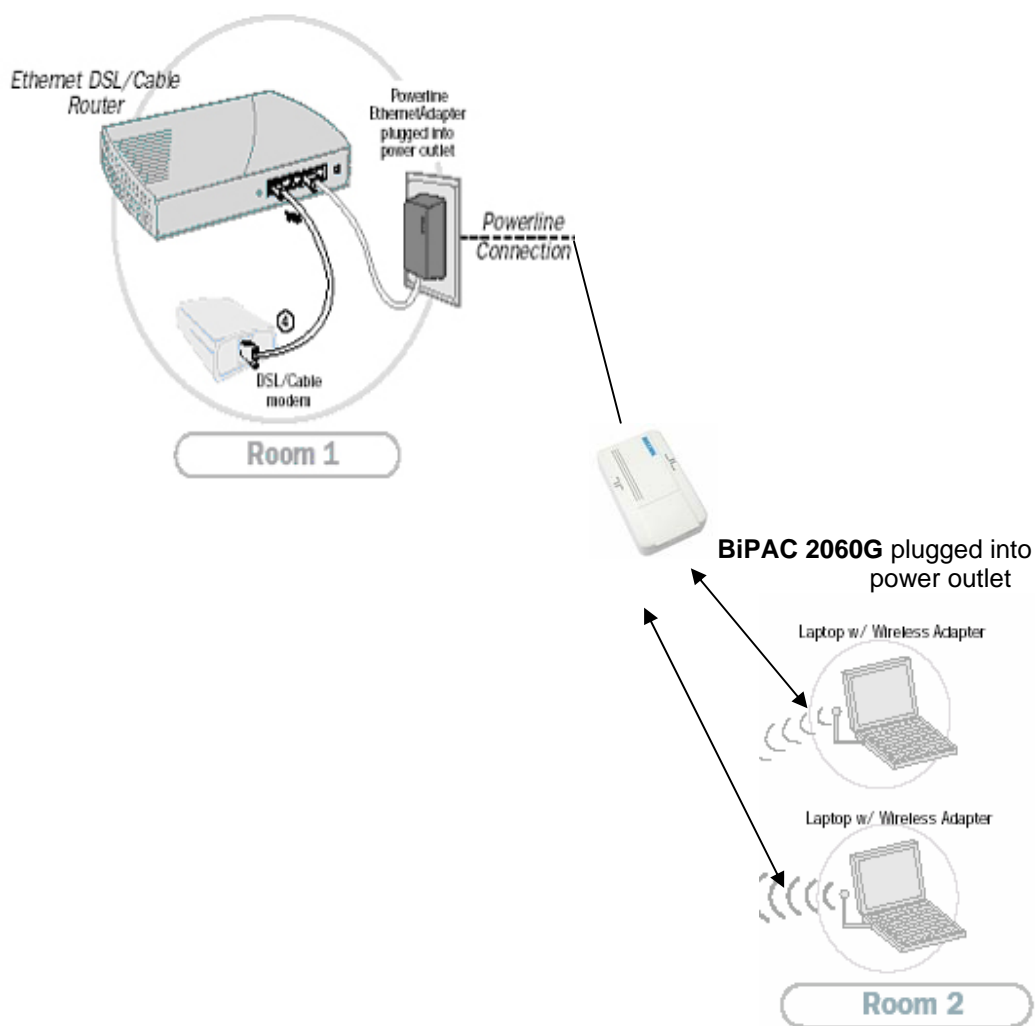 Ethernet DSL/Cable
Router
Powerline
EthernetAdapter
plugged into
power outlet
Powerline
Connection
4
DSL/Cable
modem
Room 1
BiPAC 2060G plugged into
power outlet
Laptop w/ Wireless Adapter
Laptop w/ Wireless Adapter
Room 2